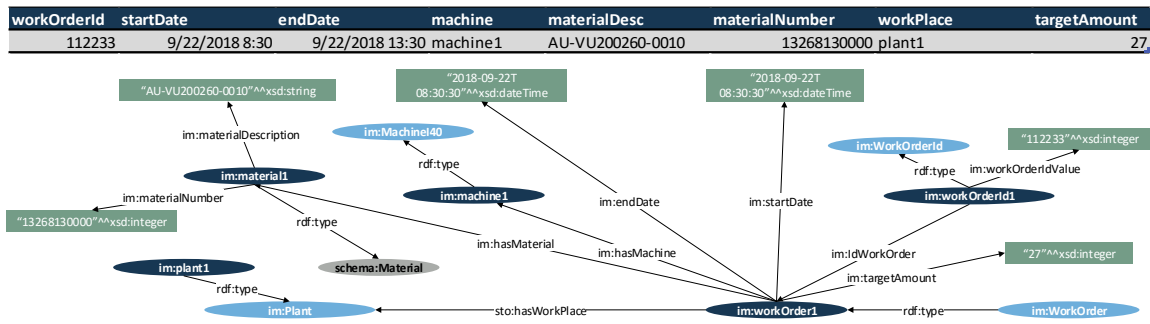 workOrderId startDate endDate machine materialDesc materialNumber workPlace targetAmount
112233 9/22/2018 8:30 9/22/2018 13:30 machine1 AU-VU200260-0010 13268130000 plant1 27
“AU-VU200260-0010”^^xsd:string
“2018-09-22T
08:30:30”^^xsd:dateTime
“2018-09-22T
08:30:30”^^xsd:dateTime
im:materialDescription
im:MachineI40
im:WorkOrderId
“112233”^^xsd:integer
rdf:type
rdf:type
im:workOrderIdValue
im:material1
im:machine1
im:workOrderId1
im:materialNumber
im:endDate
im:startDate
“13268130000”^^xsd:integer
rdf:type
im:hasMaterial
im:hasMachine
im:IdWorkOrder
“27”^^xsd:integer
im:plant1
schema:Material
im:targetAmount
rdf:type
im:Plant
sto:hasWorkPlace
im:workOrder1
rdf:type
im:WorkOrder